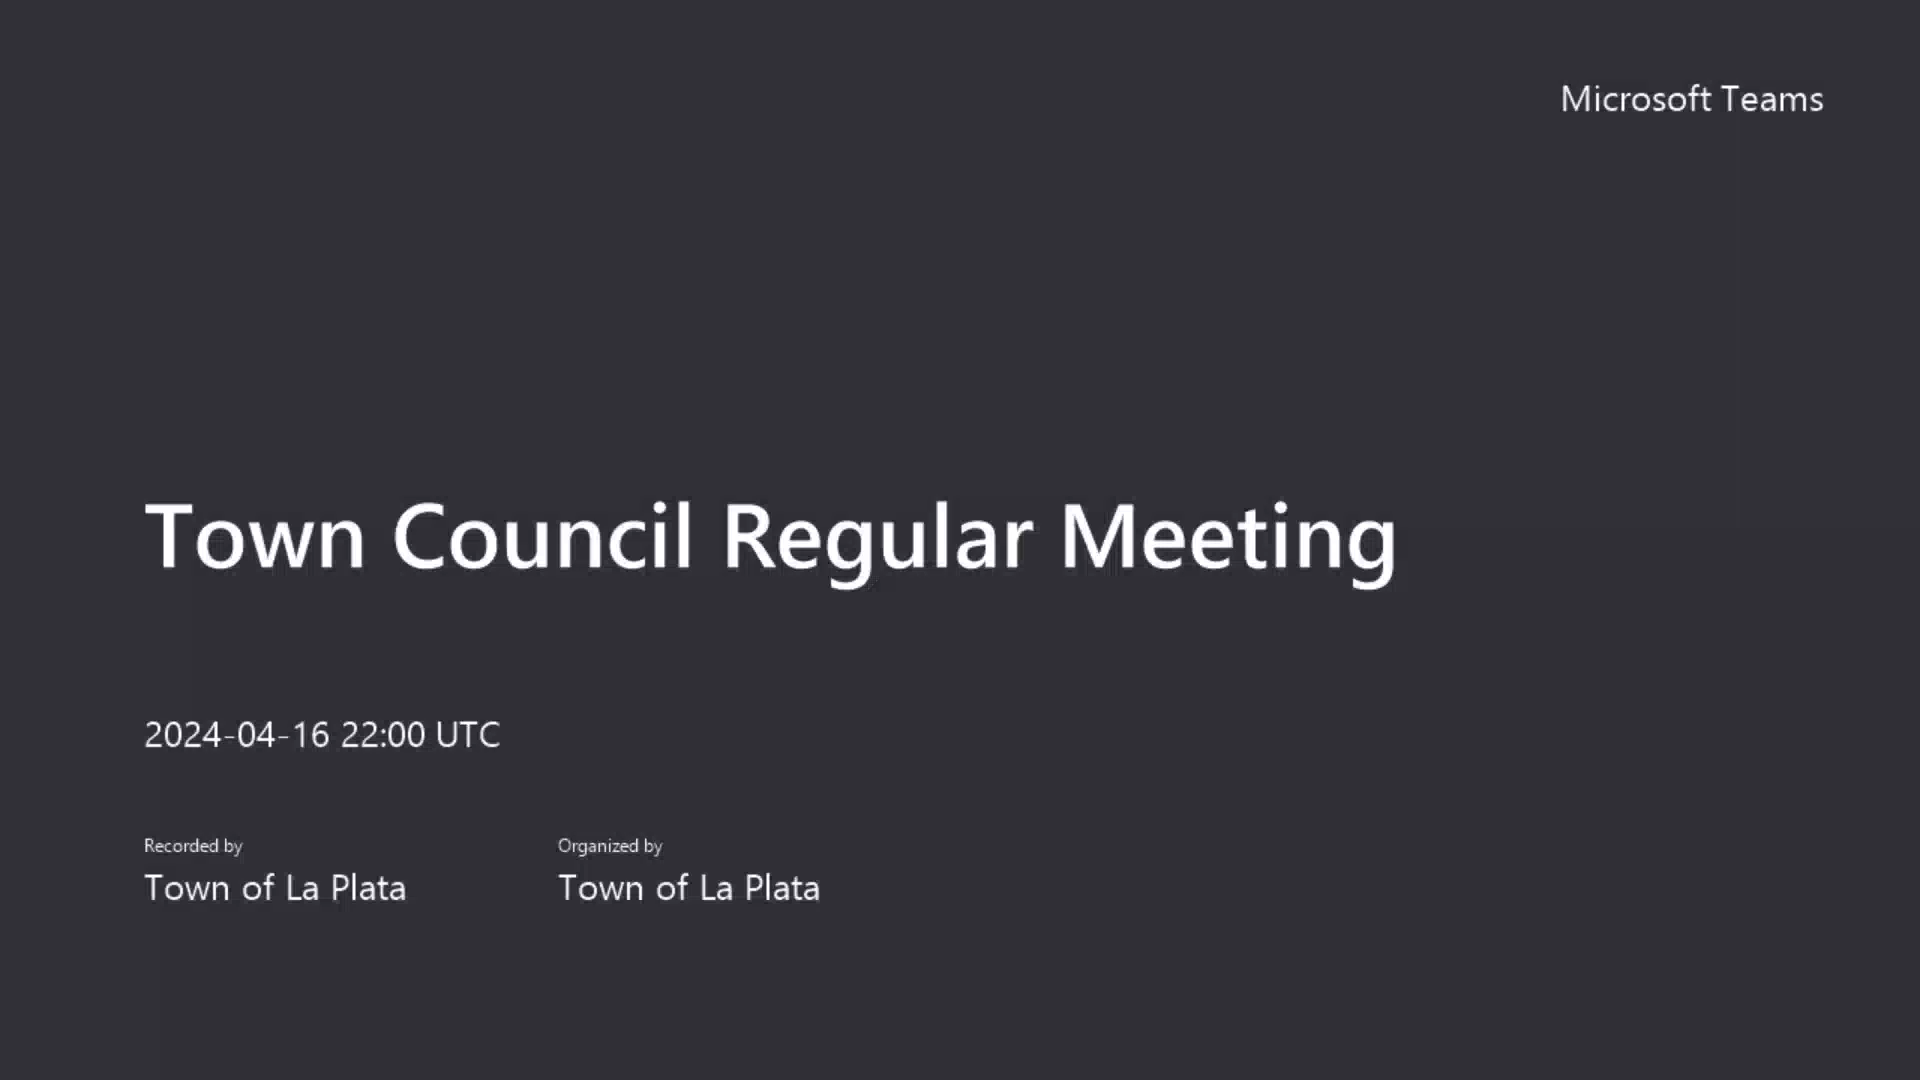 Microsoft Teams
Town Council Regular Meeting
2024-04-16 22:00 UTC
Recorded by
Town of La Plata
Organized by
Town of La Plata